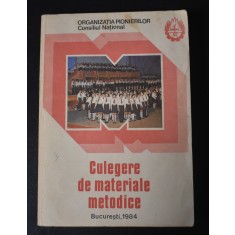 ORGANIZAȚIA PIONIERILOR
Consiliul Național
Culegere
de materiale
metodice
București, 1984